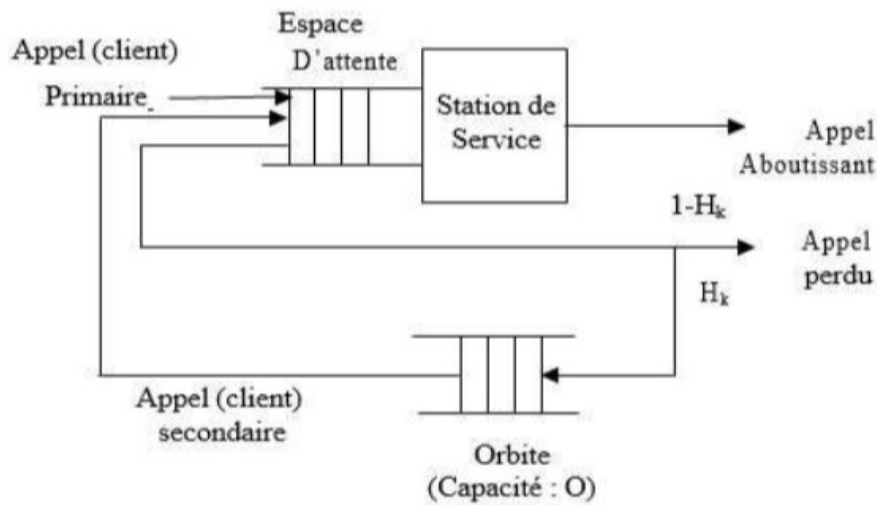 Appel (client)
Primaire
Espace
D'attente
Station de
Service
Appel
Aboutissant
1-Hk
Appel
perdu
Hk
Appel (client)
secondaire
Orbite
(Capacité : O)